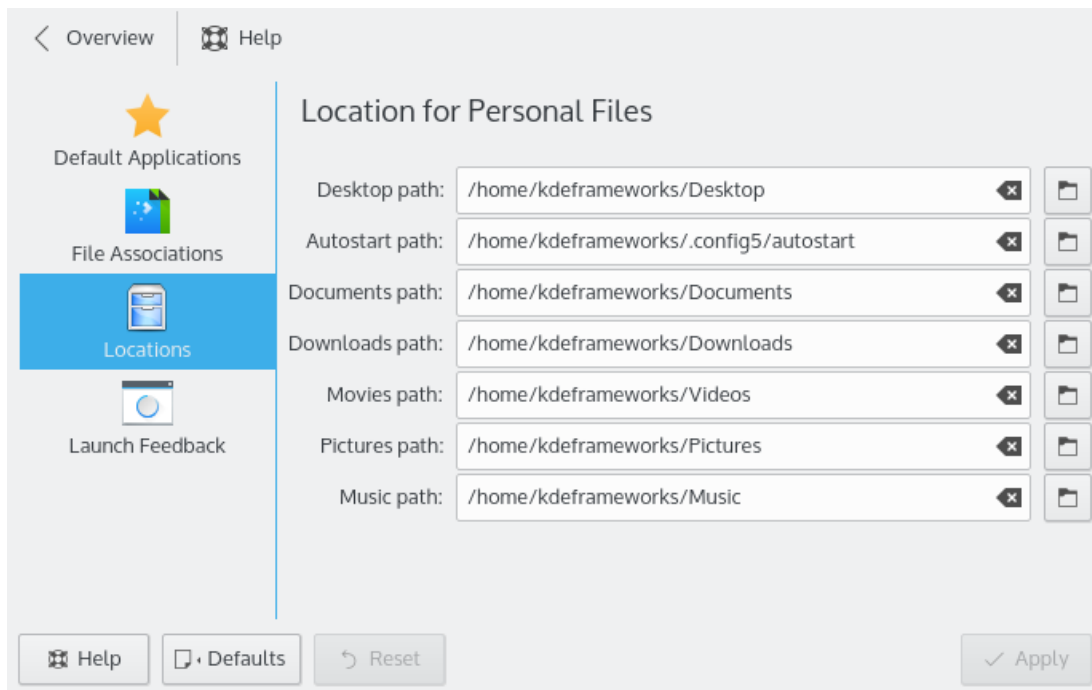 Overview Help
Default Applications
File Associations
Locations
Launch Feedback
Location for Personal Files
Desktop path: /home/kdeframeworks/Desktop
Autostart path: /home/kdeframeworks/.config5/autostart
Documents path: /home/kdeframeworks/Documents
Downloads path: /home/kdeframeworks/Downloads
Movies path: /home/kdeframeworks/Videos
Pictures path: /home/kdeframeworks/Pictures
Music path: /home/kdeframeworks/Music
Help Defaults Reset Apply